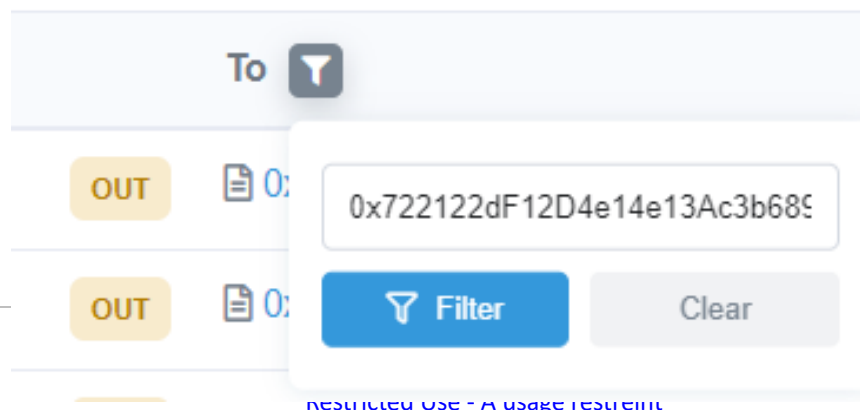 To
OUT
0x
0x722122dF12D4e14e13Ac3b689
OUT
0x
Filter
Clear
Restricted Use - A usage restreint